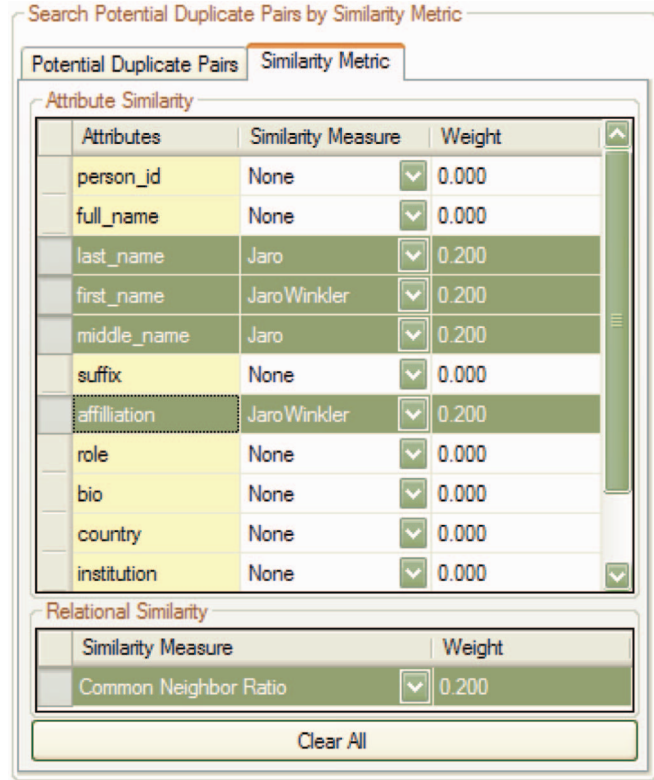 Search Potential Duplicate Pairs by Similarity Metric
Potential Duplicate Pairs Similarity Metric
Attribute Similarity
Attributes Similarity Measure Weight
person_id None 0.000
full_name None 0.000
last_name Jaro 0.200
first_name JaroWinkler 0.200
middle_name Jaro 0.200
suffix None 0.000
affilliation JaroWinkler 0.200
role None 0.000
bio None 0.000
country None 0.000
institution None 0.000
Relational Similarity
Similarity Measure Weight
Common Neighbor Ratio 0.200
Clear All